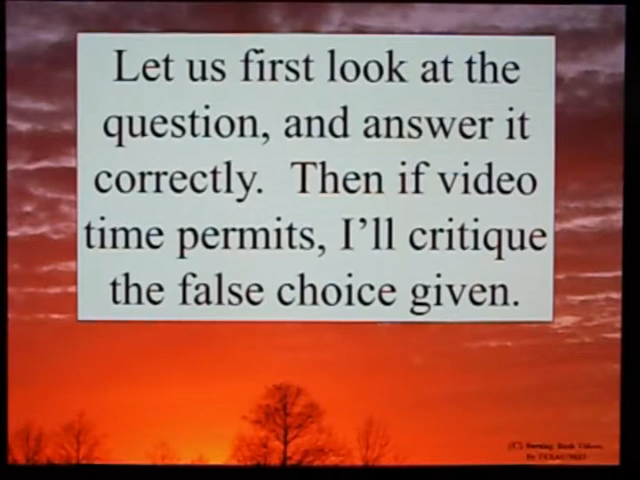 Let us first look at the
question, and answer it
correctly.  Then if video
time permits, I'll critique
the false choice given.
(C)